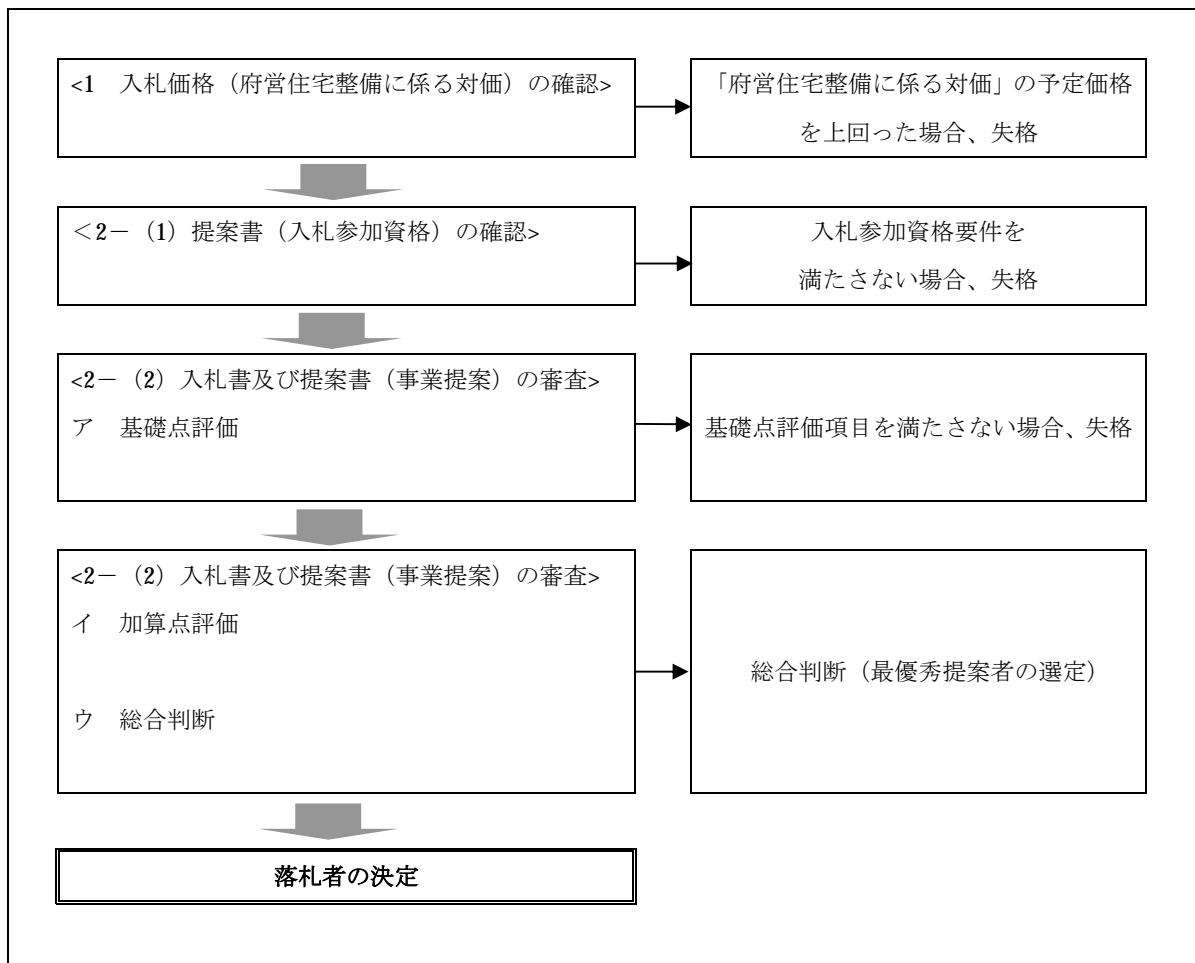 <1　入札価格（府営住宅整備に係る対価）の確認>
「府営住宅整備に係る対価」の予定価格
を上回った場合、失格
＜2－（1）提案書（入札参加資格）の確認>
入札参加資格要件を
満たさない場合、失格
<2－（2）入札書及び提案書（事業提案）の審査>
ア　基礎点評価
基礎点評価項目を満たさない場合、失格
<2－（2）入札書及び提案書（事業提案）の審査>
イ　加算点評価
ウ　総合判断
総合判断（最優秀提案者の選定）
落札者の決定